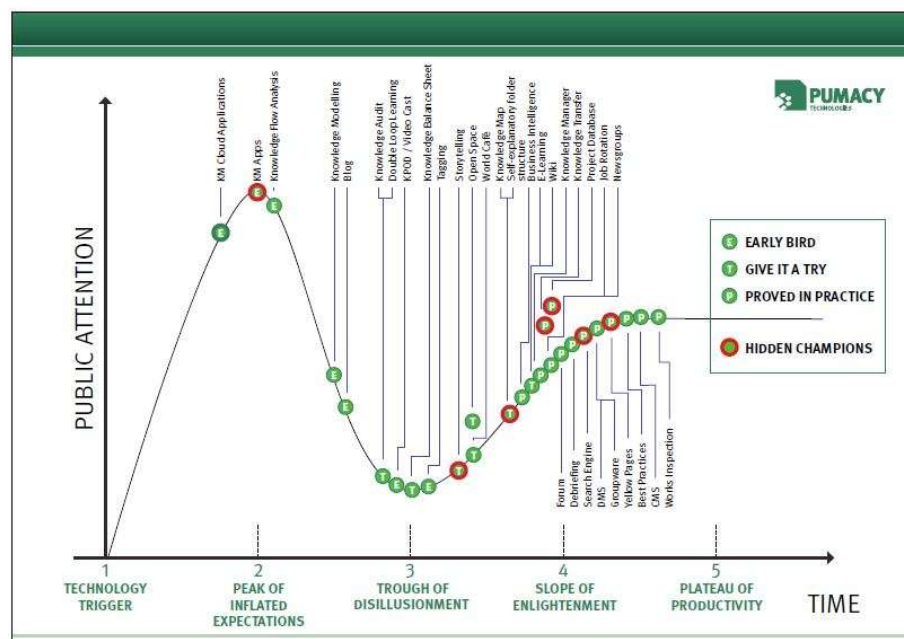 PUMACY
TECHNOLOGIES
KM Cloud Applications
KM Apps
Knowledge Flow Analysis
Knowledge Modelling
Blog
Knowledge Audit
Double Loop Learning
KPOD / Video Cast
Knowledge Balance Sheet
Tagging
Storytelling
Open Space
World Café
Knowledge Map
Self-explanatory Folder
structure
Business Intelligence
E-Learning
Wiki
Knowledge Manager
Knowledge Transfer
Project Database
Job Rotation
Newsgroups
PUBLIC ATTENTION
E
E
E
E
E
T
E
T
E
T
T
T
T
P
T
P
P
P
P
P
P
P
P
P
P
P
P
E EARLY BIRD
T GIVE IT A TRY
P PROVED IN PRACTICE
HIDDEN CHAMPIONS
Forum
Debriefing
Search Engine
DMS
Groupware
Yellow Pages
Best Practices
CMS
Works Inspection
1
2
3
4
5
TECHNOLOGY
TRIGGER
PEAK OF
INFLATED
EXPECTATIONS
TROUGH OF
DISILLUSIONMENT
SLOPE OF
ENLIGHTENMENT
PLATEAU OF
PRODUCTIVITY
TIME